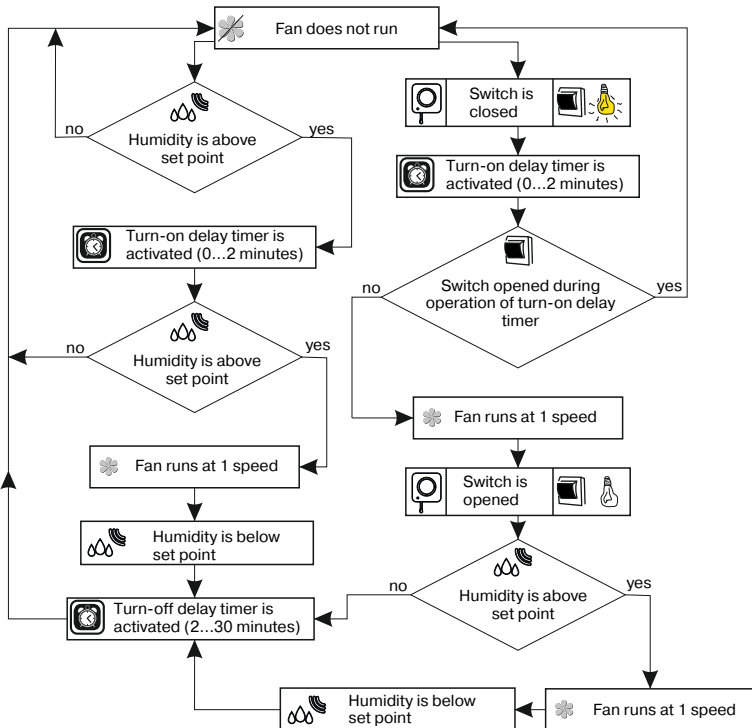 Fan does not run
Humidity is above
set point
no
yes
Turn-on delay timer is
activated (0...2 minutes)
Humidity is above
set point
no
yes
Fan runs at 1 speed
Humidity is below
set point
Turn-off delay timer is
activated (2...30 minutes)
Switch is
closed
Turn-on delay timer is
activated (0...2 minutes)
Switch opened during
operation of turn-on delay
timer
no
yes
Fan runs at 1 speed
Switch is
opened
Humidity is above
set point
no
yes
Fan runs at 1 speed
Humidity is below
set point